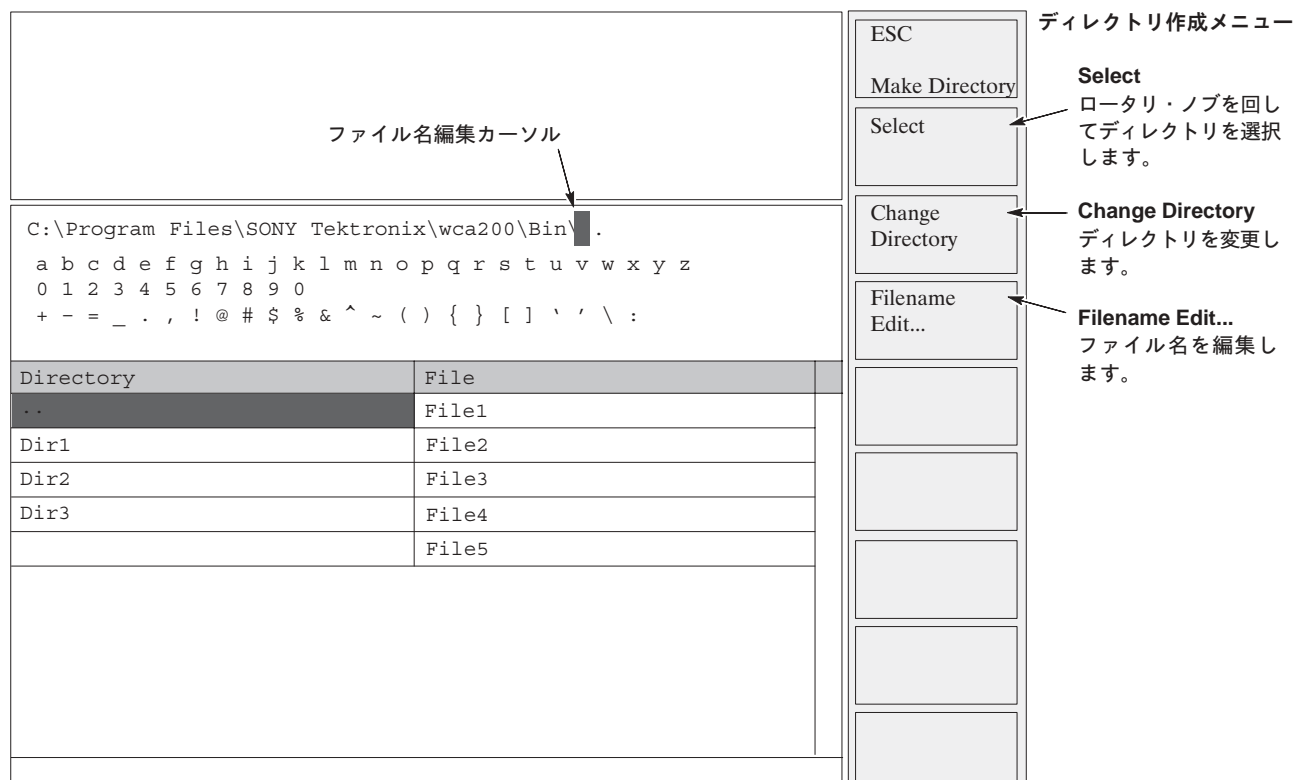 ファイル名編集カーソル
C:\Program Files\SONY Tektronix\wca200\Bin\ .
a b c d e f g h i j k l m n o p q r s t u v w x y z
0 1 2 3 4 5 6 7 8 9 0
+ − = _ . , ! @ # $ % & ^ ~ ( ) { } [ ] ‘ ’ \ :
Directory File
.. File1
Dir1 File2
Dir2 File3
Dir3 File4
File5
ESC
Make Directory
Select
Change
Directory
Filename
Edit...
ディレクトリ作成メニュー
Select
ロータリ・ノブを回し
てディレクトリを選択
します。
Change Directory
ディレクトリを変更し
ます。
Filename Edit...
ファイル名を編集し
ます。